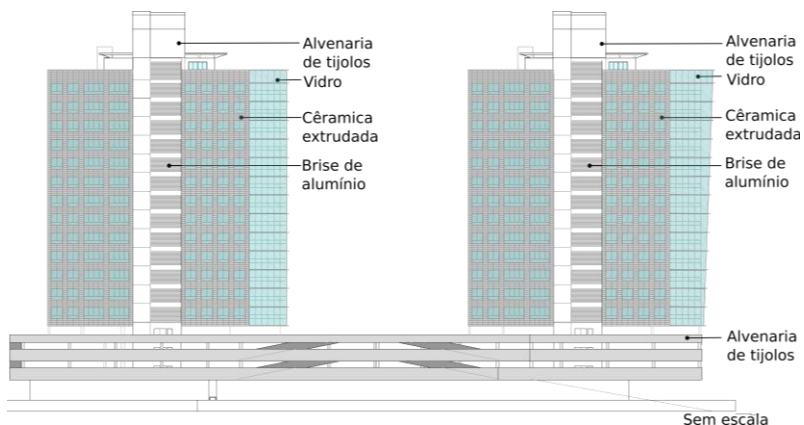 Alvenaria
de tijolos
Vidro
Cêramica
extrudada
Brise de
alumínio
Alvenaria
de tijolos
Vidro
Cêramica
extrudada
Brise de
alumínio
Alvenaria
de tijolos
Sem escala